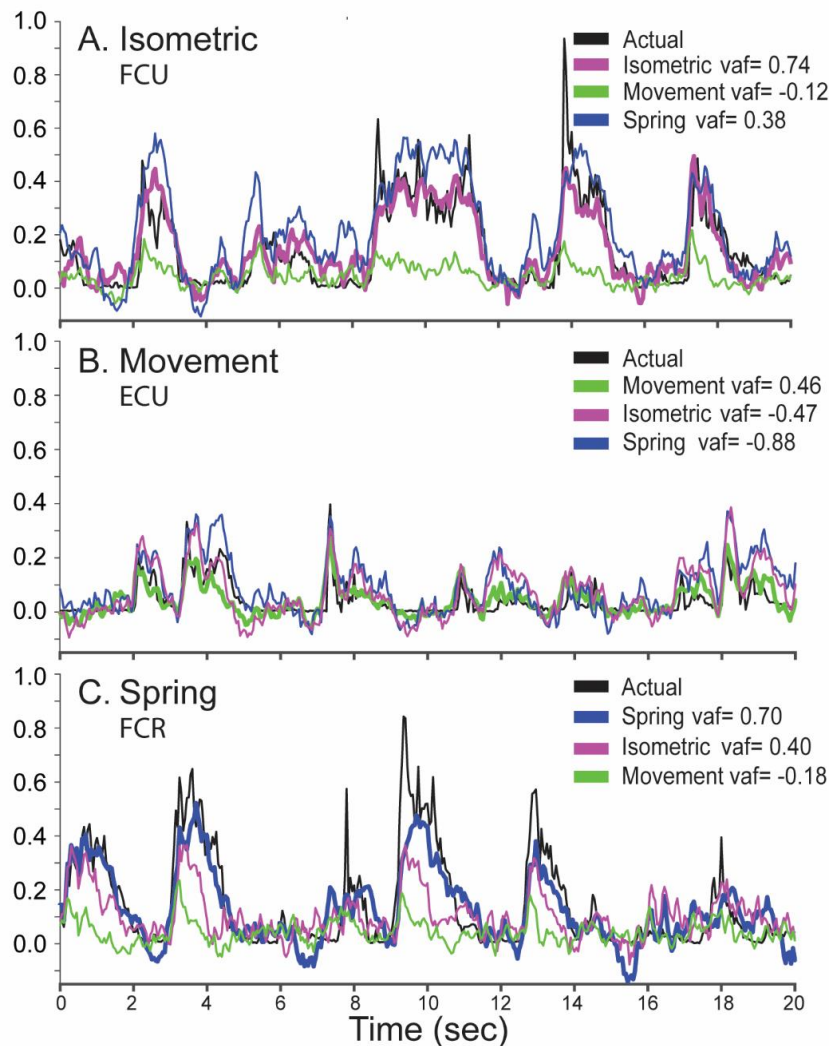 1.0
A. Isometric
FCU
Actual
Isometric vaf= 0.74
Movement vaf= -0.12
Spring vaf= 0.38
0.8
0.6
0.4
0.2
0.0
1.0
B. Movement
ECU
Actual
Movement vaf= 0.46
Isometric vaf= -0.47
Spring vaf= -0.88
0.8
0.6
0.4
0.2
0.0
1.0
C. Spring
FCR
Actual
Spring vaf= 0.70
Isometric vaf= 0.40
Movement vaf= -0.18
0.8
0.6
0.4
0.2
0.0
0 2 4 6 8 10 12 14 16 18 20
Time (sec)